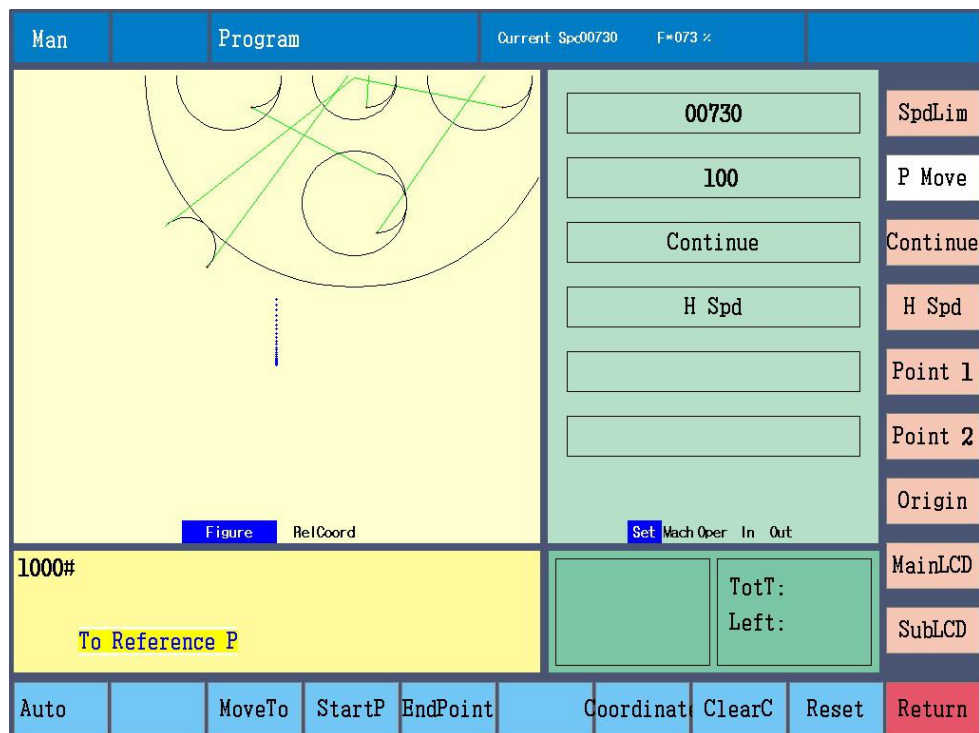 Man Program Current Spd00730 F*073 %
00730 SpdLim
100 P Move
Continue Continue
H Spd H Spd
Point 1
Point 2
Origin
Figure RelCoord Set Mach Oper In Out
1000# MainLCD
TotT:
Left: SubLCD
To Reference P
Auto MoveTo StartP EndPoint Coordinat ClearC Reset Return